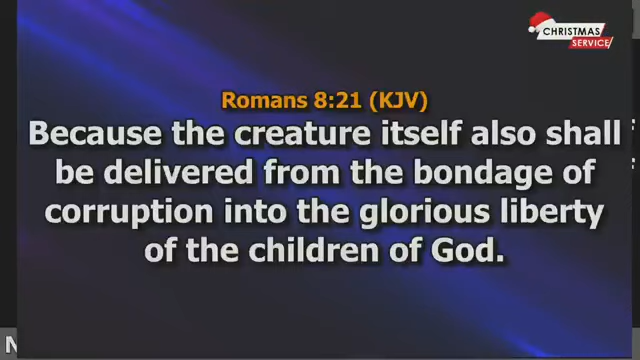 CHRISTMAS
SERVICE
Romans 8:21 (KJV)
Because the creature itself also shall
be delivered from the bondage of
corruption into the glorious liberty
of the children of God.
N